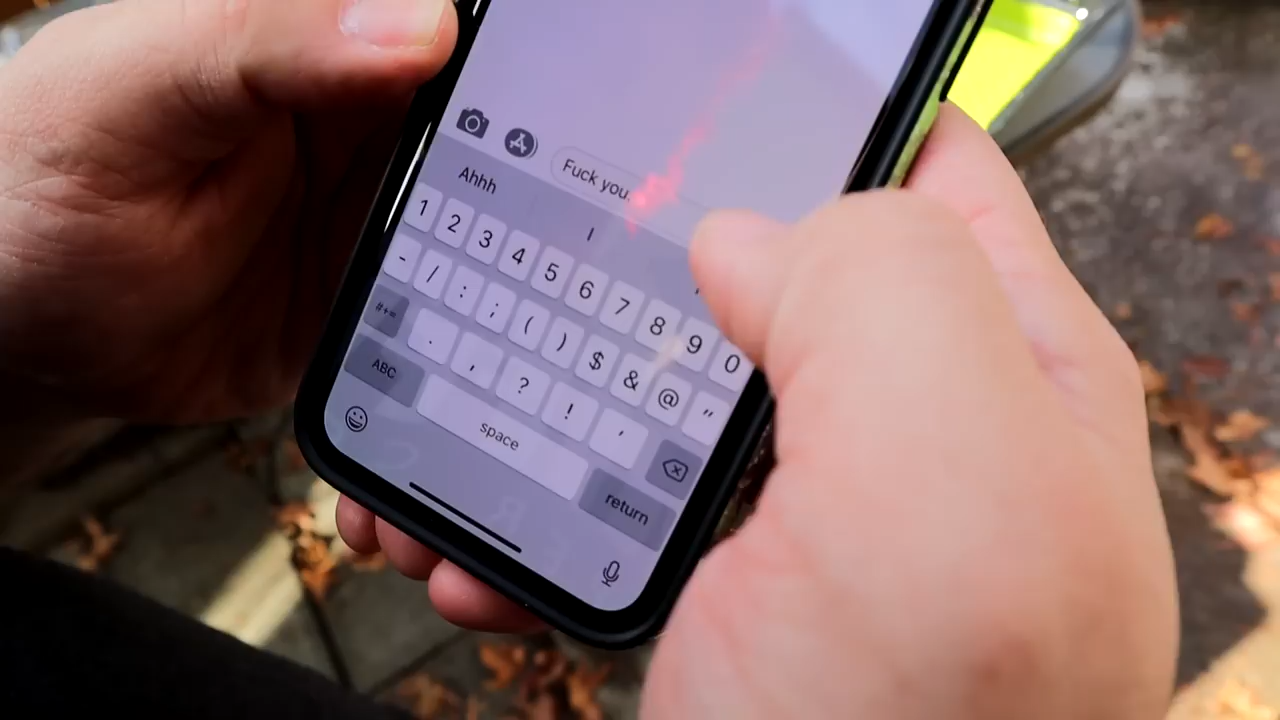 Fuck you.
Ahhh
I
1 2 3 4 5 6 7 8 9 0
- / : ; ( ) $ & @ "
#+= . , ? ! '
ABC space return